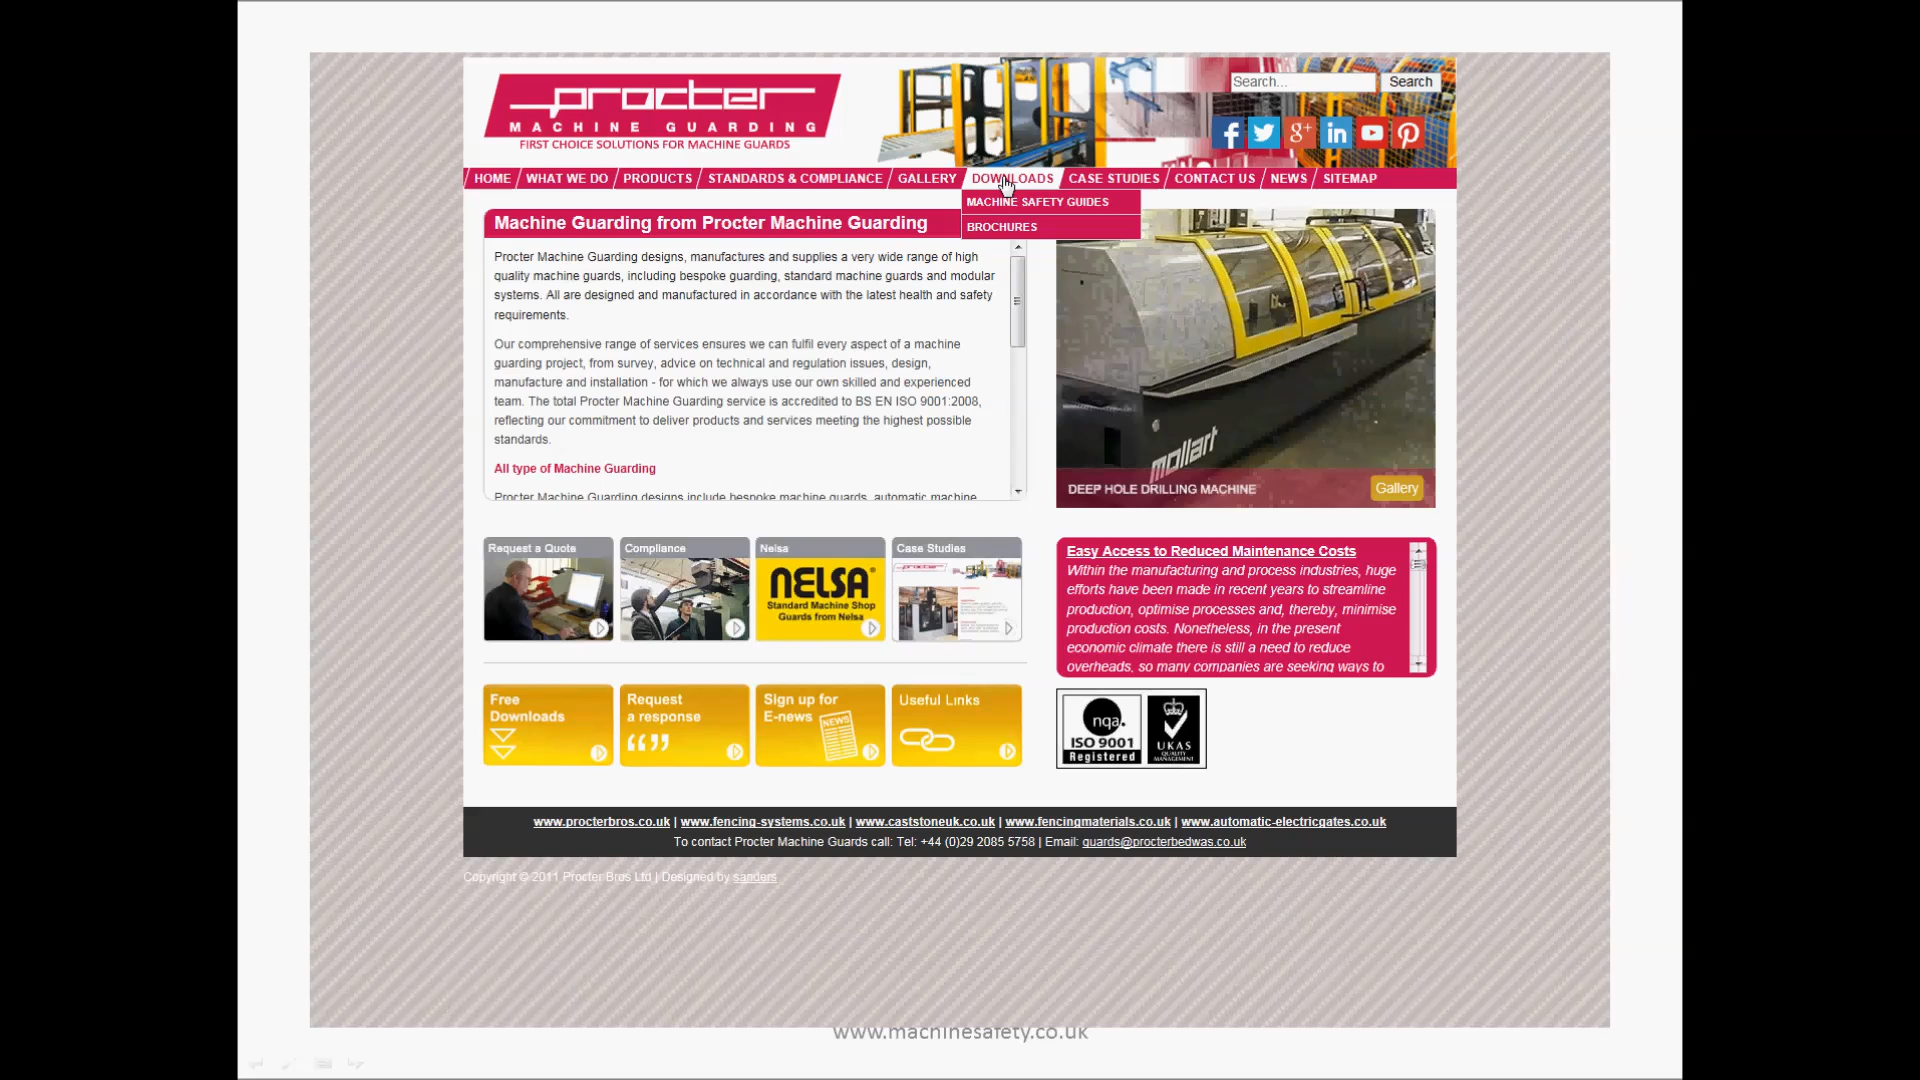 procter
MACHINE GUARDING
FIRST CHOICE SOLUTIONS FOR MACHINE GUARDS
Search...
Search
HOME
WHAT WE DO
PRODUCTS
STANDARDS & COMPLIANCE
GALLERY
DOWNLOADS
CASE STUDIES
CONTACT US
NEWS
SITEMAP
MACHINE SAFETY GUIDES
BROCHURES
Machine Guarding from Procter Machine Guarding
Procter Machine Guarding designs, manufactures and supplies a very wide range of high
quality machine guards, including bespoke guarding, standard machine guards and modular
systems. All are designed and manufactured in accordance with the latest health and safety
requirements.
Our comprehensive range of services ensures we can fulfil every aspect of a machine
guarding project, from survey, advice on technical and regulation issues, design,
manufacture and installation - for which we always use our own skilled and experienced
team. The total Procter Machine Guarding service is accredited to BS EN ISO 9001:2008,
reflecting our commitment to deliver products and services meeting the highest possible
standards.
All type of Machine Guarding
Procter Machine Guarding designs include bespoke machine guards, automatic machine
mollart
DEEP HOLE DRILLING MACHINE
Gallery
Request a Quote
Compliance
Nelsa
NELSA®
Standard Machine Shop
Guards from Nelsa
Case Studies
Easy Access to Reduced Maintenance Costs
Within the manufacturing and process industries, huge
efforts have been made in recent years to streamline
production, optimise processes and, thereby, minimise
production costs. Nonetheless, in the present
economic climate there is still a need to reduce
overheads, so many companies are seeking ways to
Free
Downloads
Request
a response
Sign up for
E-news
NEWS
Useful Links
nqa.
ISO 9001
Registered
UKAS
QUALITY
MANAGEMENT
www.procterbros.co.uk | www.fencing-systems.co.uk | www.caststoneuk.co.uk | www.fencingmaterials.co.uk | www.automatic-electricgates.co.uk
To contact Procter Machine Guards call: Tel: +44 (0)29 2085 5758 | Email: guards@procterbedwas.co.uk
Copyright © 2011 Procter Bros Ltd | Designed by sanders
www.machinesafety.co.uk